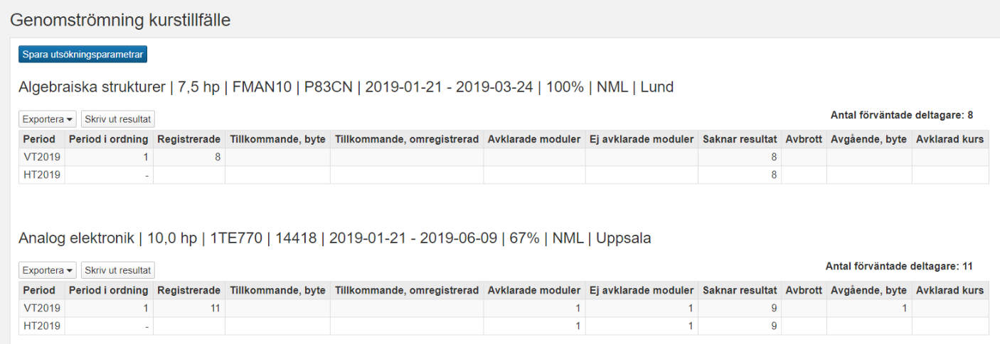 Genomströmning kurstillfälle
Spara utsökningsparametrar
Algebraiska strukturer | 7,5 hp | FMAN10 | P83CN | 2019-01-21 - 2019-03-24 | 100% | NML | Lund
Antal förväntade deltagare: 8
Exportera Skriv ut resultat
Period Period i ordning Registrerade Tillkommande, byte Tillkommande, omregistrerad Avklarade moduler Ej avklarade moduler Saknar resultat Avbrott Avgående, byte Avklarad kurs
VT2019 1 8 8
HT2019 - 8
Analog elektronik | 10,0 hp | 1TE770 | 14418 | 2019-01-21 - 2019-06-09 | 67% | NML | Uppsala
Antal förväntade deltagare: 11
Exportera Skriv ut resultat
Period Period i ordning Registrerade Tillkommande, byte Tillkommande, omregistrerad Avklarade moduler Ej avklarade moduler Saknar resultat Avbrott Avgående, byte Avklarad kurs
VT2019 1 11 1 1 9 1
HT2019 - 1 1 9